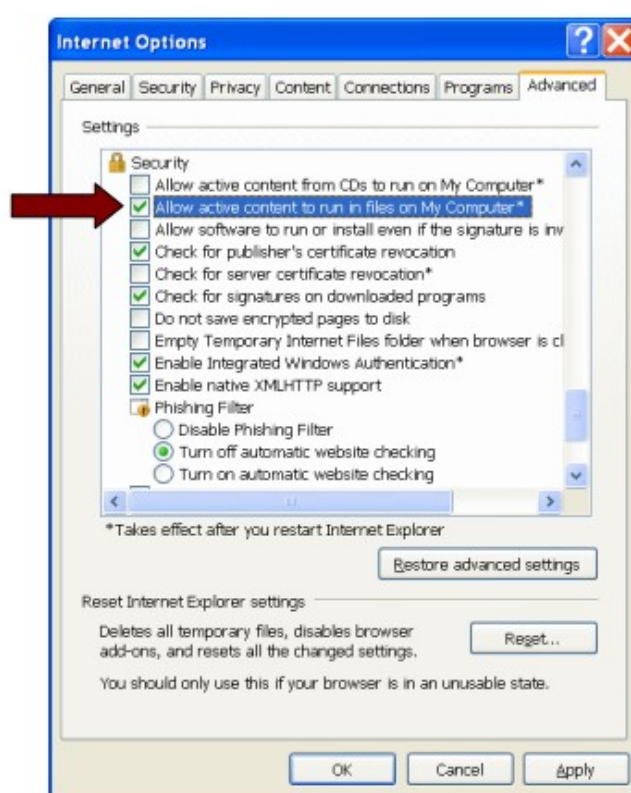 Internet Options
General Security Privacy Content Connections Programs Advanced
Settings
Security
Allow active content from CDs to run on My Computer*
Allow active content to run in files on My Computer*
Allow software to run or install even if the signature is inv
Check for publisher's certificate revocation
Check for server certificate revocation*
Check for signatures on downloaded programs
Do not save encrypted pages to disk
Empty Temporary Internet Files folder when browser is cl
Enable Integrated Windows Authentication*
Enable native XMLHTTP support
Phishing Filter
Disable Phishing Filter
Turn off automatic website checking
Turn on automatic website checking
*Takes effect after you restart Internet Explorer
Restore advanced settings
Reset Internet Explorer settings
Deletes all temporary files, disables browser
add-ons, and resets all the changed settings.
Reset...
You should only use this if your browser is in an unusable state.
OK Cancel Apply